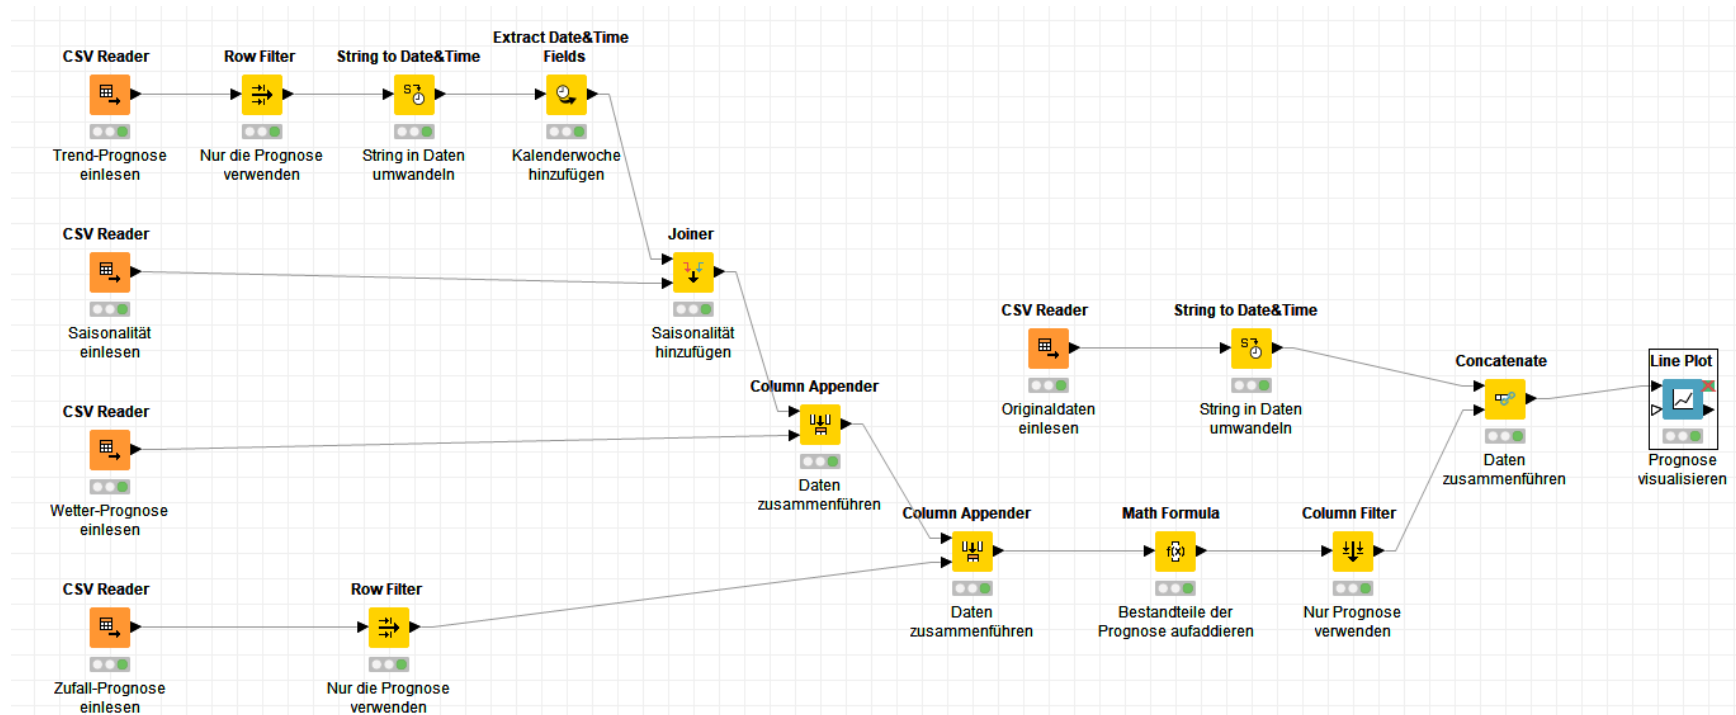 Extract Date&Time
Fields
CSV Reader
Row Filter
String to Date&Time
Trend-Prognose
einlesen
Nur die Prognose
verwenden
String in Daten
umwandeln
Kalenderwoche
hinzufügen
CSV Reader
Saisonalität
einlesen
Joiner
Saisonalität
hinzufügen
CSV Reader
Wetter-Prognose
einlesen
Column Appender
Daten
zusammenführen
CSV Reader
Originaldaten
einlesen
String to Date&Time
String in Daten
umwandeln
Concatenate
Daten
zusammenführen
Line Plot
Prognose
visualisieren
Column Appender
Daten
zusammenführen
Math Formula
f(x)
Bestandteile der
Prognose aufaddieren
Column Filter
Nur Prognose
verwenden
CSV Reader
Zufall-Prognose
einlesen
Row Filter
Nur die Prognose
verwenden